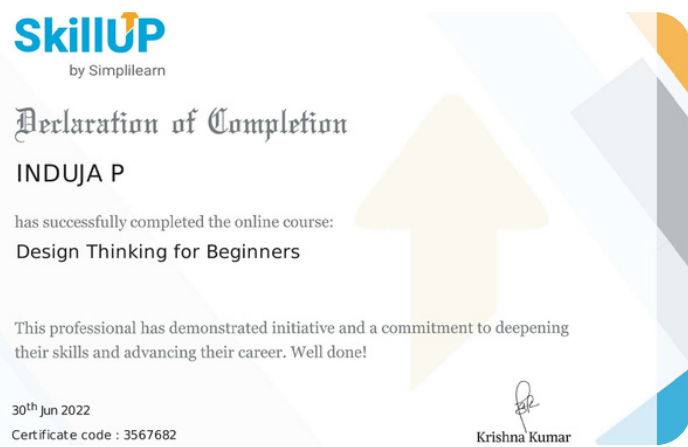 SkillUP
by Simplilearn
Declaration of Completion
INDUJA P
has successfully completed the online course:
Design Thinking for Beginners
This professional has demonstrated initiative and a commitment to deepening
their skills and advancing their career. Well done!
30th Jun 2022
Certificate code : 3567682
Krishna Kumar